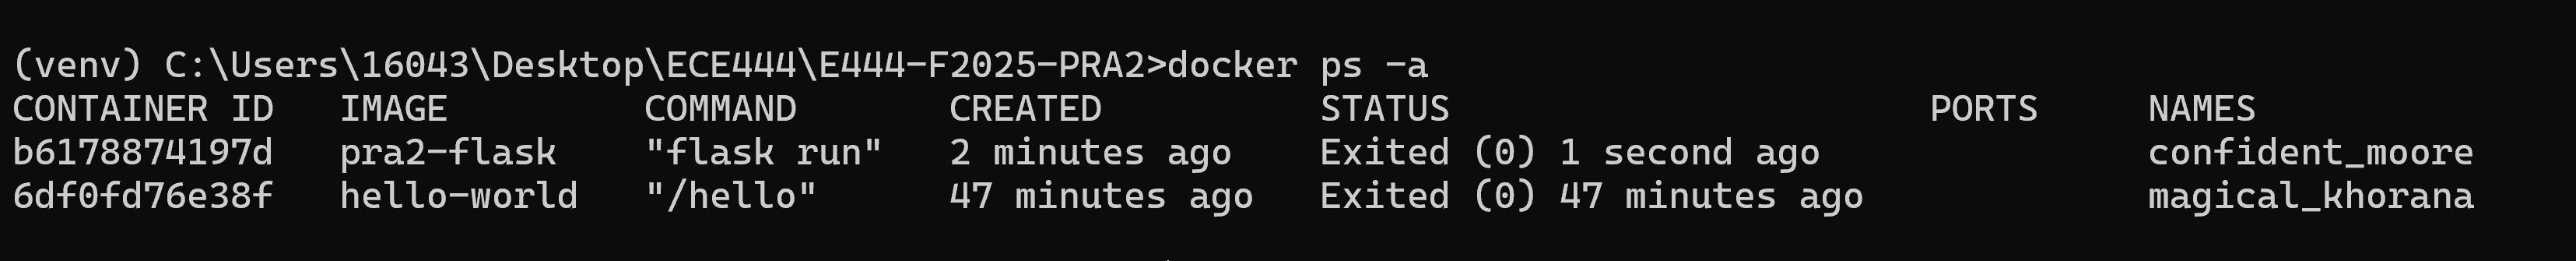 (venv) C:\Users\16043\Desktop\ECE444\E444-F2025-PRA2>docker ps -a
CONTAINER ID   IMAGE         COMMAND       CREATED          STATUS                      PORTS     NAMES
b6178874197d   pra2-flask    "flask run"   2 minutes ago    Exited (0) 1 second ago               confident_moore
6df0fd76e38f   hello-world   "/hello"      47 minutes ago   Exited (0) 47 minutes ago             magical_khorana